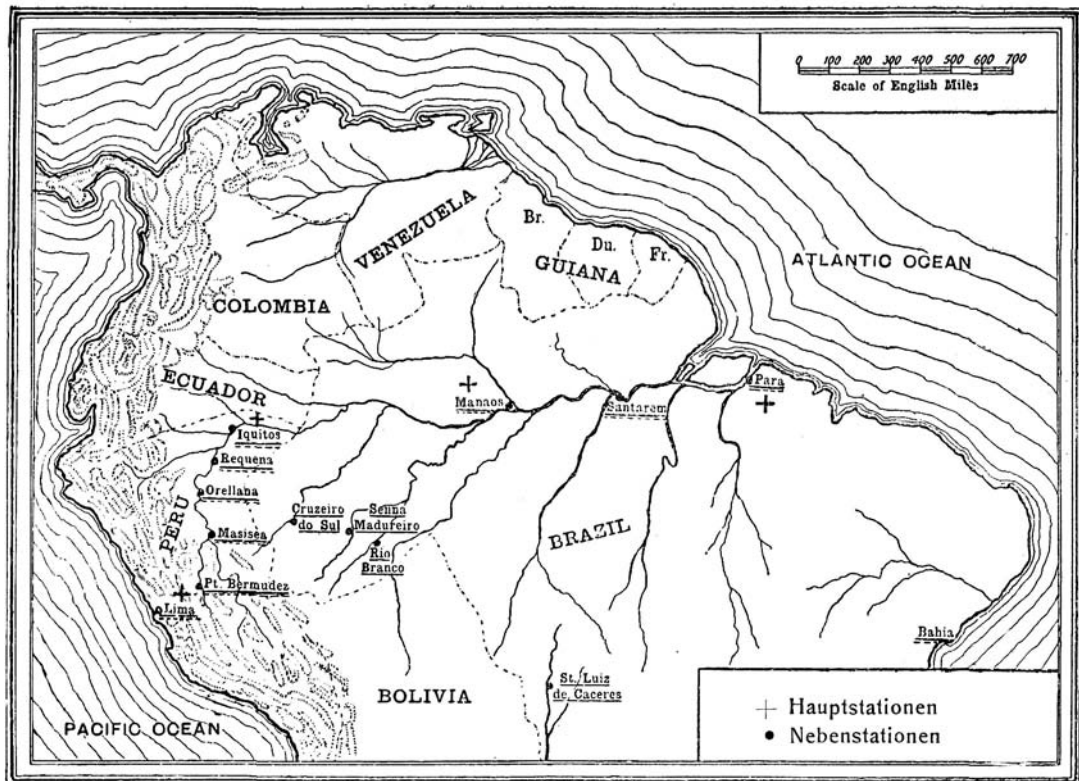 0 100 200 300 400 500 600 700
Scale of English Miles
VENEZUELA
Br.
Du.
Fr.
GUIANA
ATLANTIC OCEAN
COLOMBIA
ECUADOR
Manaos
Santarem
Para
Iquitos
Requena
Orellana
PERU
Masisea
Cruzeiro
do Sul
Senna
Madureiro
Rio
Branco
BRAZIL
Pt. Bermudez
Lima
Bahia
BOLIVIA
St. Luiz
de Caceres
PACIFIC OCEAN
+ Hauptstationen
• Nebenstationen